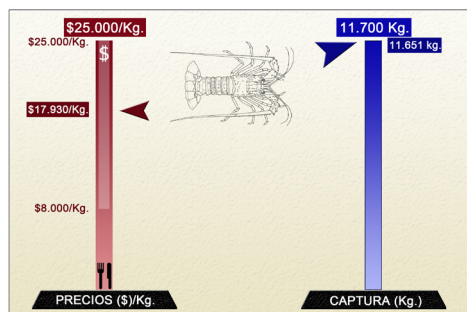 $25.000/Kg.
$25.000/Kg.
$
$17.930/Kg.
$8.000/Kg.
PRECIOS ($)/Kg.
11.700 Kg.
11.651 kg.
CAPTURA (Kg.)